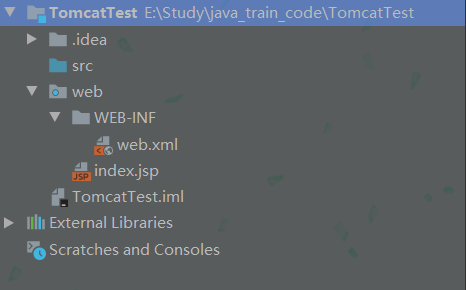 TomcatTest E:\Study\java_train_code\TomcatTest
.idea
src
web
WEB-INF
web.xml
JSP index.jsp
TomcatTest.iml
External Libraries
Scratches and Consoles